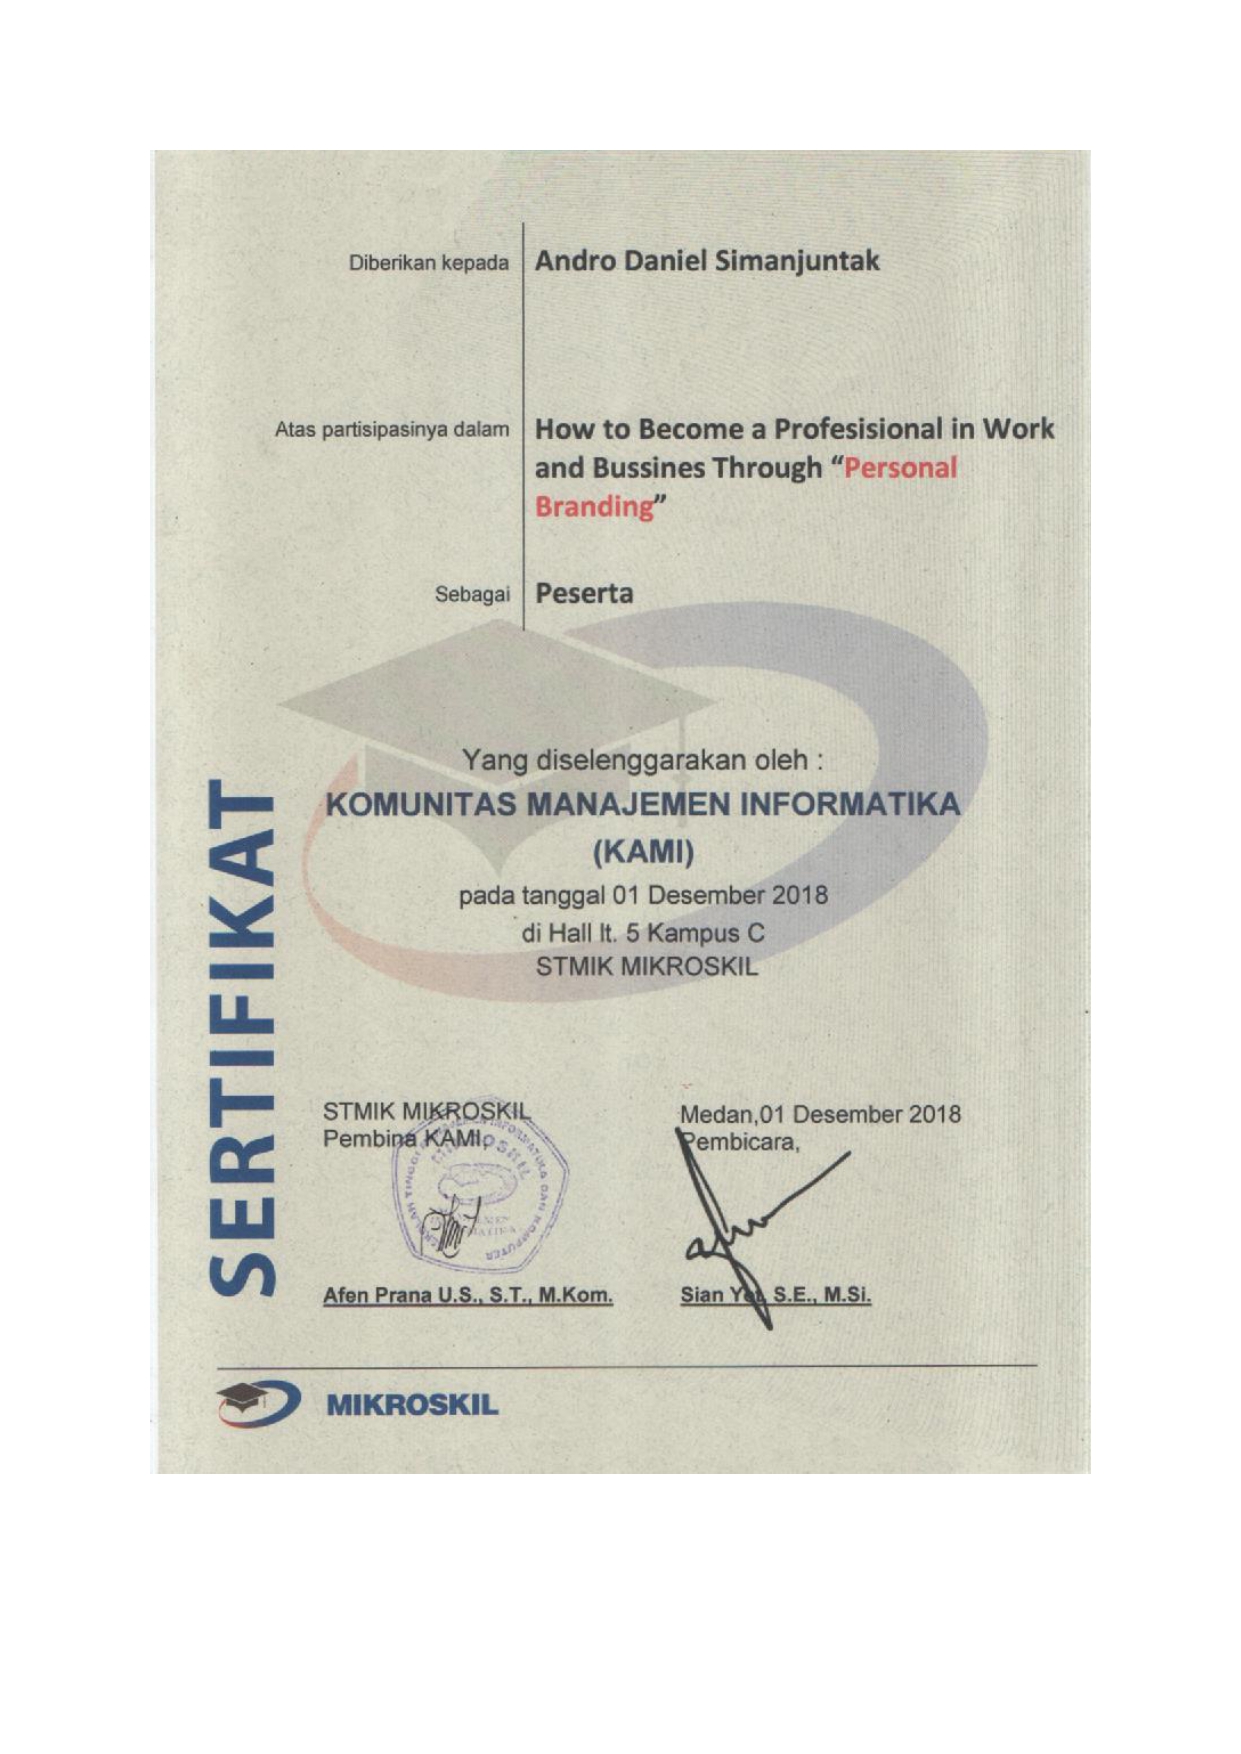 Diberikan kepada
Andro Daniel Simanjuntak
Atas partisipasinya dalam
How to Become a Profesisional in Work
and Bussines Through “Personal
Branding”
Sebagai
Peserta
SERTIFIKAT
Yang diselenggarakan oleh :
KOMUNITAS MANAJEMEN INFORMATIKA
(KAMI)
pada tanggal 01 Desember 2018
di Hall lt. 5 Kampus C
STMIK MIKROSKIL
STMIK MIKROSKIL
Pembina KAMI,
Medan,01 Desember 2018
Pembicara,
MIKROSKIL
Afen Prana U.S., S.T., M.Kom.
Sian Yet, S.E., M.Si.
MIKROSKIL